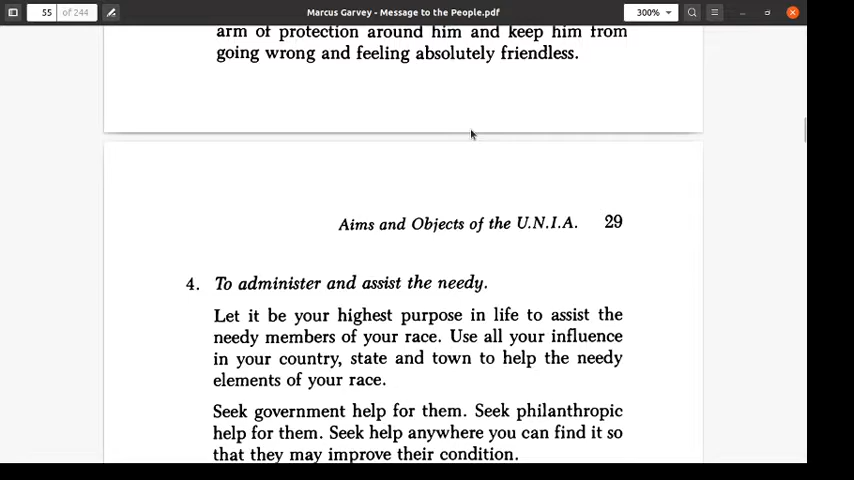 55 of 244
Marcus Garvey - Message to the People.pdf
300%
arm of protection around him and keep him from
going wrong and feeling absolutely friendless.
Aims and Objects of the U.N.I.A. 29
4. To administer and assist the needy.
Let it be your highest purpose in life to assist the
needy members of your race. Use all your influence
in your country, state and town to help the needy
elements of your race.
Seek government help for them. Seek philanthropic
help for them. Seek help anywhere you can find it so
that they may improve their condition.